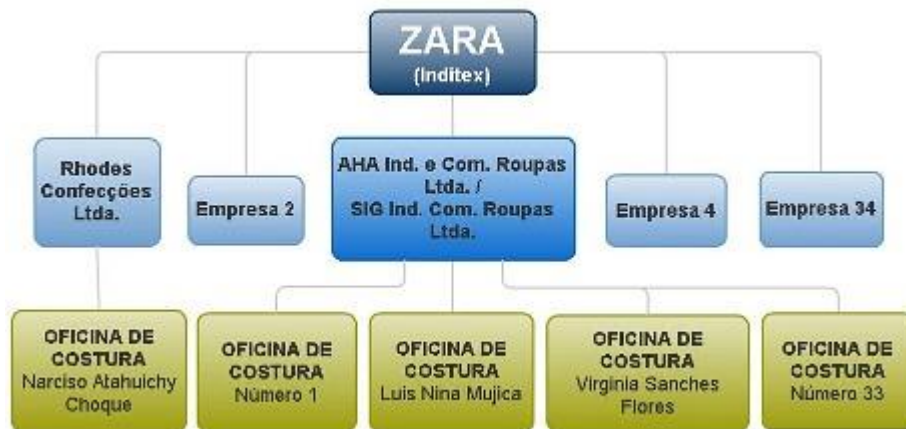 ZARA
(Inditex)
Rhodes
Confecções
Ltda.
Empresa 2
AHA Ind. e Com. Roupas
Ltda. /
SIG Ind. Com. Roupas
Ltda.
Empresa 4
Empresa 34
OFICINA DE
COSTURA
Narciso Atahuichy
Choque
OFICINA DE
COSTURA
Número 1
OFICINA DE
COSTURA
Luis Nina Mujica
OFICINA DE
COSTURA
Virginia Sanches
Flores
OFICINA DE
COSTURA
Número 33